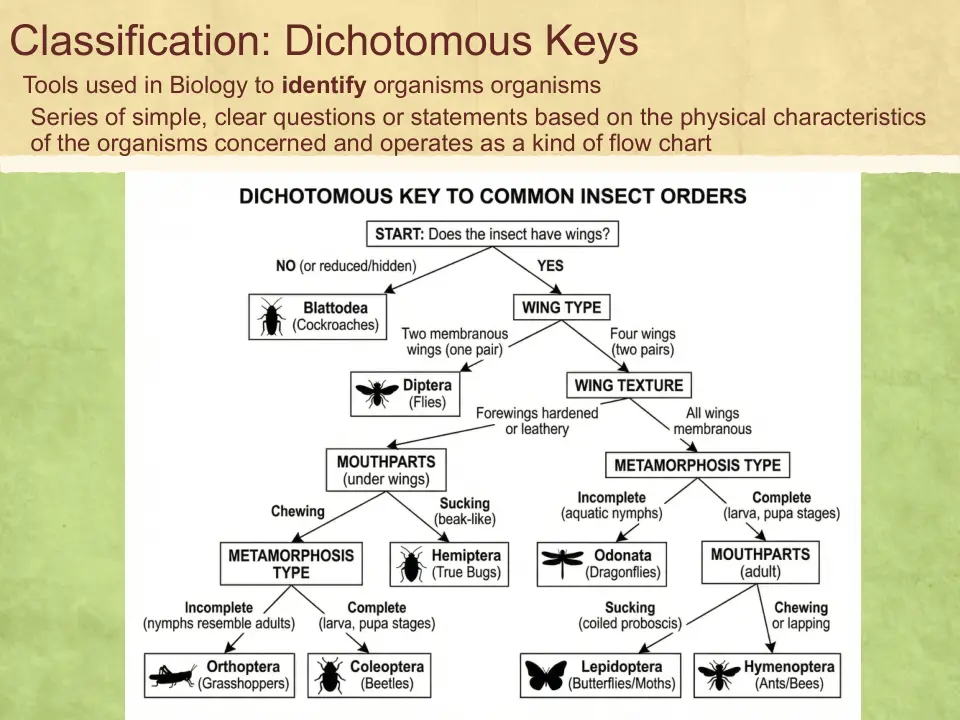 Classification: Dichotomous Keys
Tools used in Biology to identify organisms organisms
Series of simple, clear questions or statements based on the physical characteristics
of the organisms concerned and operates as a kind of flow chart
DICHOTOMOUS KEY TO COMMON INSECT ORDERS
START: Does the insect have wings?
NO (or reduced/hidden)
YES
Blattodea
(Cockroaches)
WING TYPE
Two membranous
wings (one pair)
Four wings
(two pairs)
Diptera
(Flies)
WING TEXTURE
Forewings hardened
or leathery
All wings
membranous
MOUTHPARTS
(under wings)
METAMORPHOSIS TYPE
Chewing
Sucking
(beak-like)
Incomplete
(aquatic nymphs)
Complete
(larva, pupa stages)
METAMORPHOSIS
TYPE
Hemiptera
(True Bugs)
Odonata
(Dragonflies)
MOUTHPARTS
(adult)
Incomplete
(nymphs resemble adults)
Complete
(larva, pupa stages)
Sucking
(coiled proboscis)
Chewing
or lapping
Orthoptera
(Grasshoppers)
Coleoptera
(Beetles)
Lepidoptera
(Butterflies/Moths)
Hymenoptera
(Ants/Bees)